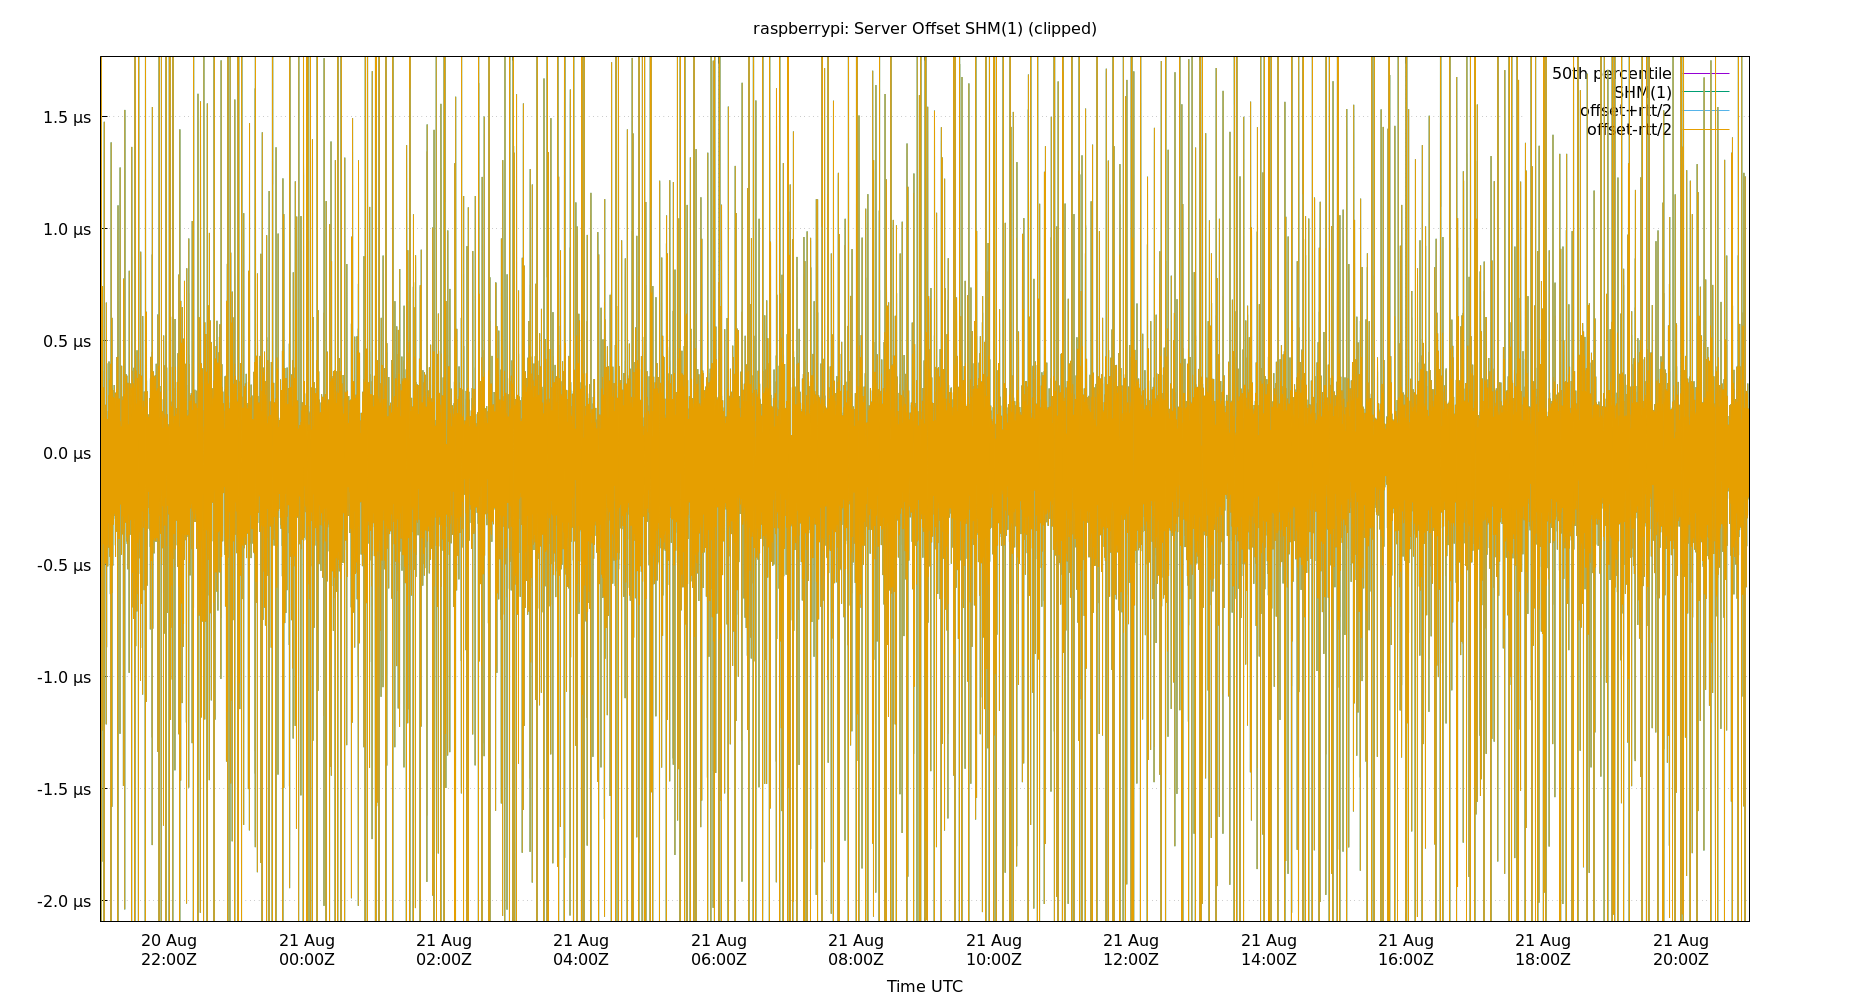 raspberrypi: Server Offset SHM(1) (clipped)
50th percentile
SHM(1)
offset+rtt/2
offset-rtt/2
1.5 µs
1.0 µs
0.5 µs
0.0 µs
-0.5 µs
-1.0 µs
-1.5 µs
-2.0 µs
20 Aug 21 Aug 21 Aug 21 Aug 21 Aug 21 Aug 21 Aug 21 Aug 21 Aug 21 Aug 21 Aug 21 Aug
22:00Z 00:00Z 02:00Z 04:00Z 06:00Z 08:00Z 10:00Z 12:00Z 14:00Z 16:00Z 18:00Z 20:00Z
Time UTC